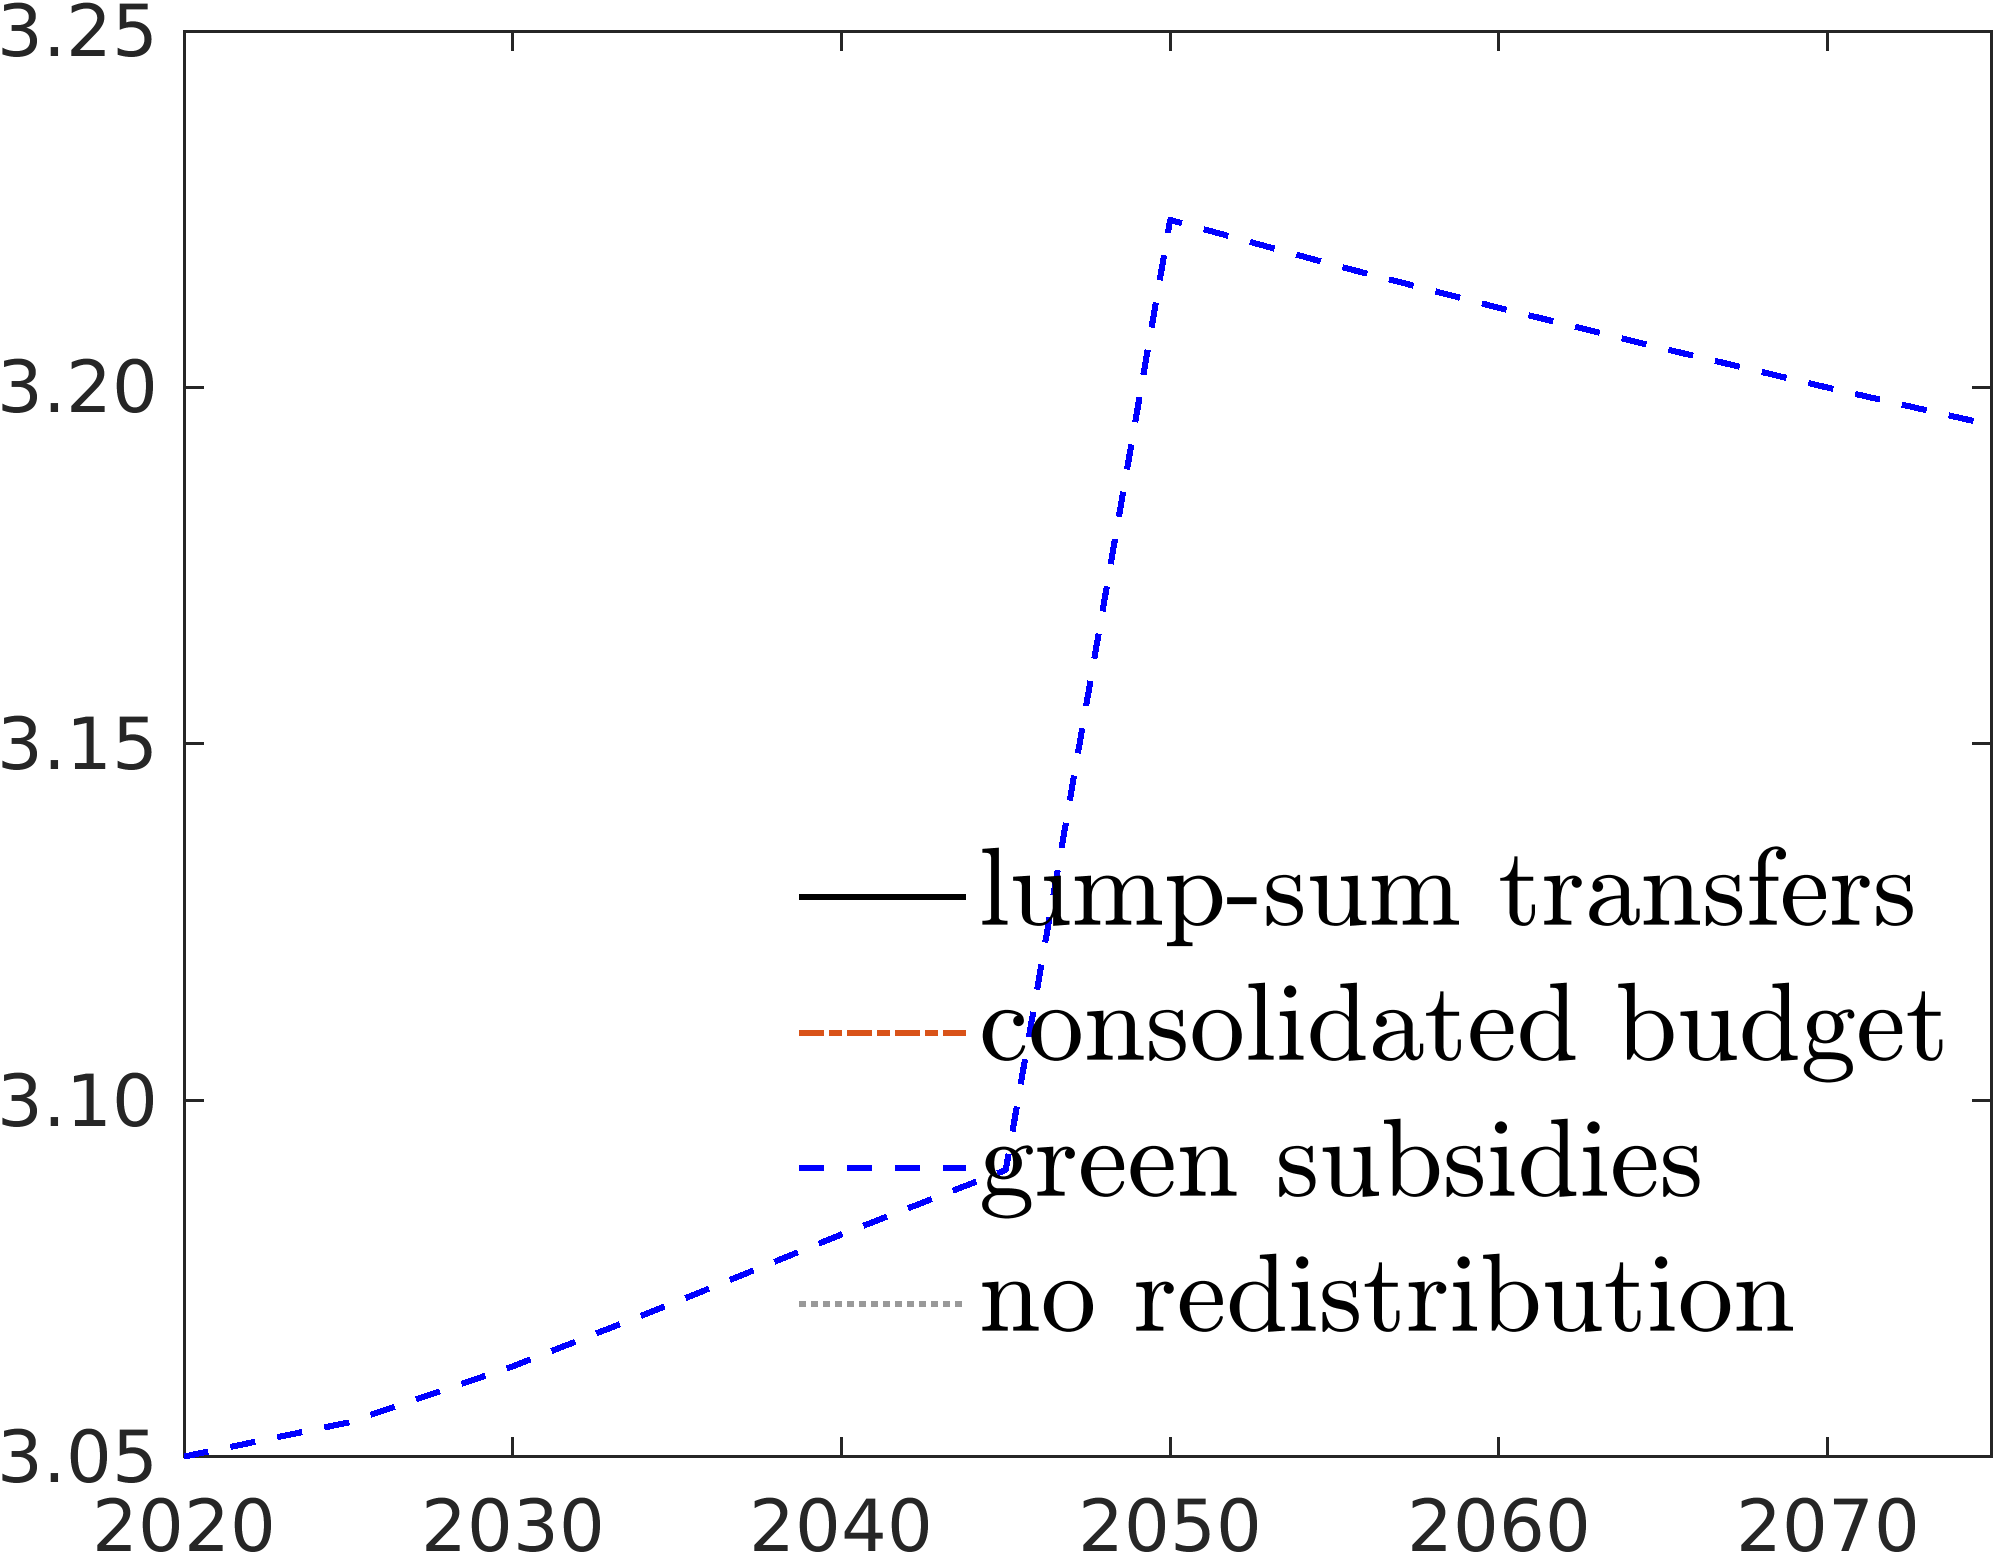 3.25
3.20
3.15
lump-sum transfers
consolidated budget
3.10
green subsidies
no redistribution
3.05
2020 2030 2040 2050 2060 2070